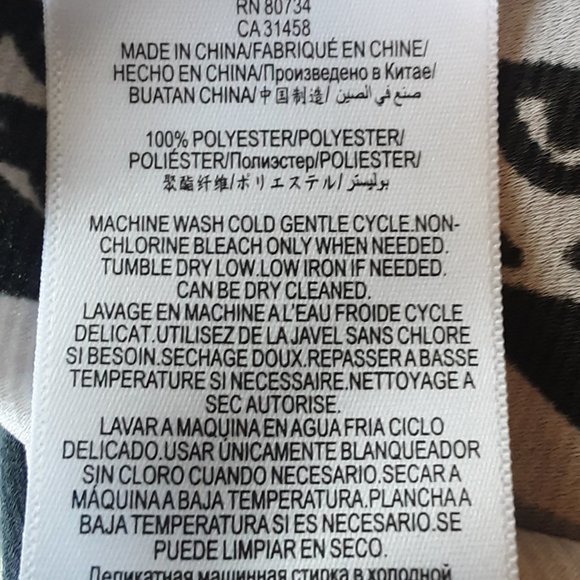 RN 80734
CA 31458
MADE IN CHINA/FABRIQUÉ EN CHINE/
HECHO EN CHINA/Произведено в Китае/
BUATAN CHINA/中国制造/ صنع في الصين/
100% POLYESTER/POLYESTER/
POLIÉSTER/Полиэстер/POLIESTER/
聚酯纤维/ポリエステル/بوليستر
MACHINE WASH COLD GENTLE CYCLE.NON-
CHLORINE BLEACH ONLY WHEN NEEDED.
TUMBLE DRY LOW.LOW IRON IF NEEDED.
CAN BE DRY CLEANED.
LAVAGE EN MACHINE A L'EAU FROIDE CYCLE
DELICAT.UTILISEZ DE LA JAVEL SANS CHLORE
SI BESOIN.SECHAGE DOUX.REPASSER A BASSE
TEMPERATURE SI NECESSAIRE.NETTOYAGE A
SEC AUTORISE.
LAVAR A MAQUINA EN AGUA FRIA CICLO
DELICADO.USAR ÚNICAMENTE BLANQUEADOR
SIN CLORO CUANDO NECESARIO.SECAR A
MÁQUINA A BAJA TEMPERATURA.PLANCHA A
BAJA TEMPERATURA SI ES NECESARIO.SE
PUEDE LIMPIAR EN SECO.
Деликатная машинная стирка в холодной